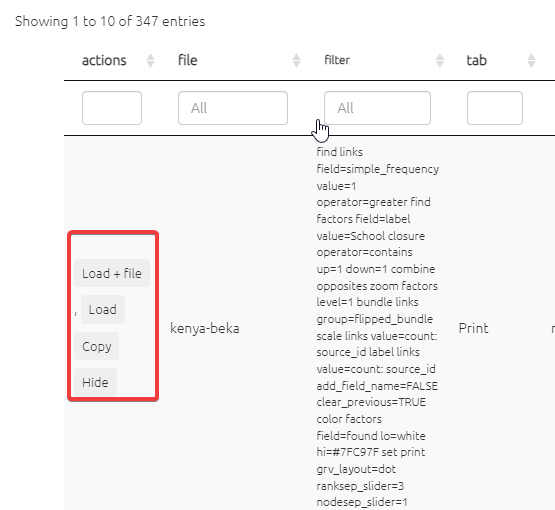 Showing 1 to 10 of 347 entries
actions file filter tab
All All
find links
field=simple_frequency
value=1
operator=greater find
factors field=label
value=School closure
operator=contains
up=1 down=1 combine
opposites zoom factors
level=1 bundle links
group=flipped_bundle
scale links value=count:
source_id label links
value=count: source_id
add_field_name=FALSE
clear_previous=TRUE
color factors
field=found lo=white
hi=#7FC97F set print
grv_layout=dot
ranksep_slider=3
nodesep_slider=1
Load + file
, Load
Copy
Hide
kenya-beka
Print